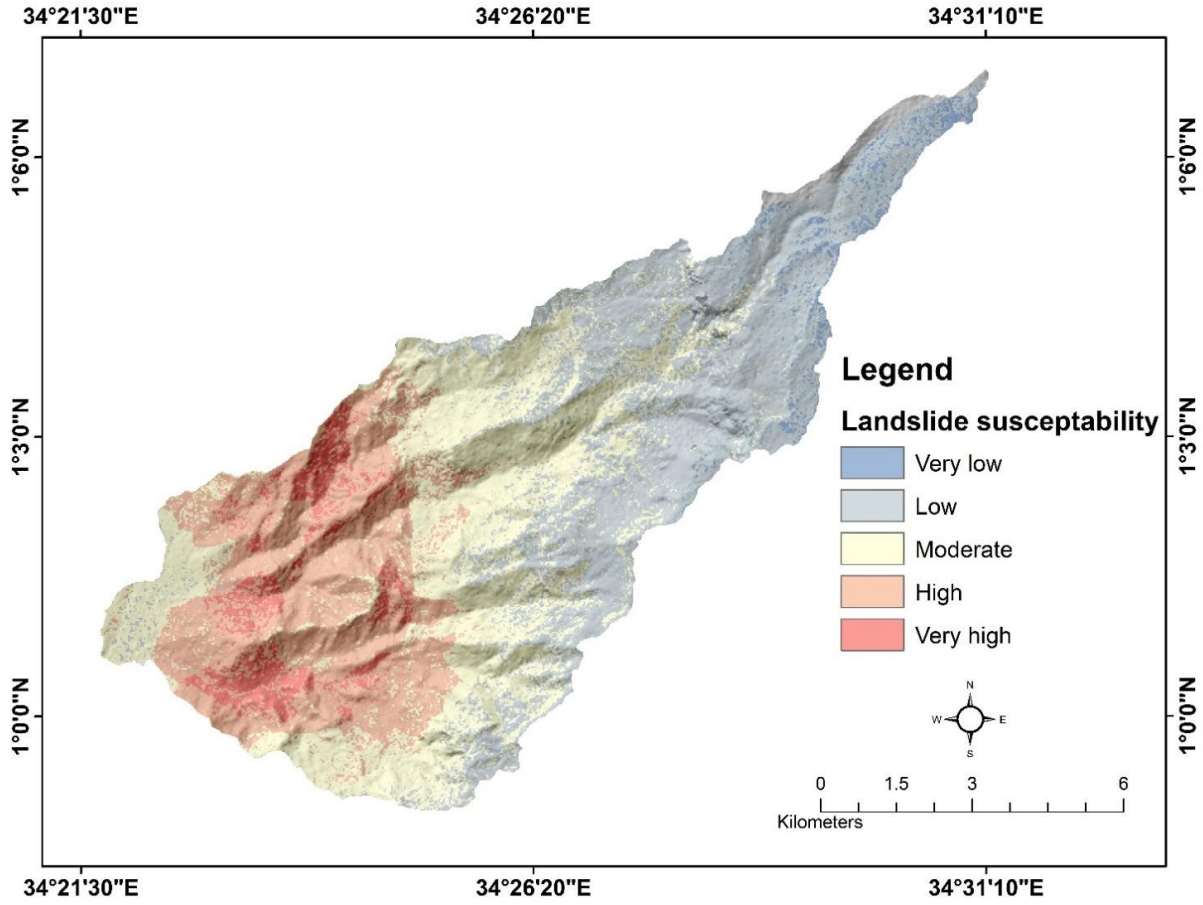 34°21'30"E 34°26'20"E 34°31'10"E
1°6'0"N 1°6'0"N
1°3'0"N 1°3'0"N
1°0'0"N 1°0'0"N
Legend
Landslide susceptability
Very low
Low
Moderate
High
Very high
N
W E
S
0 1.5 3 6
Kilometers
34°21'30"E 34°26'20"E 34°31'10"E